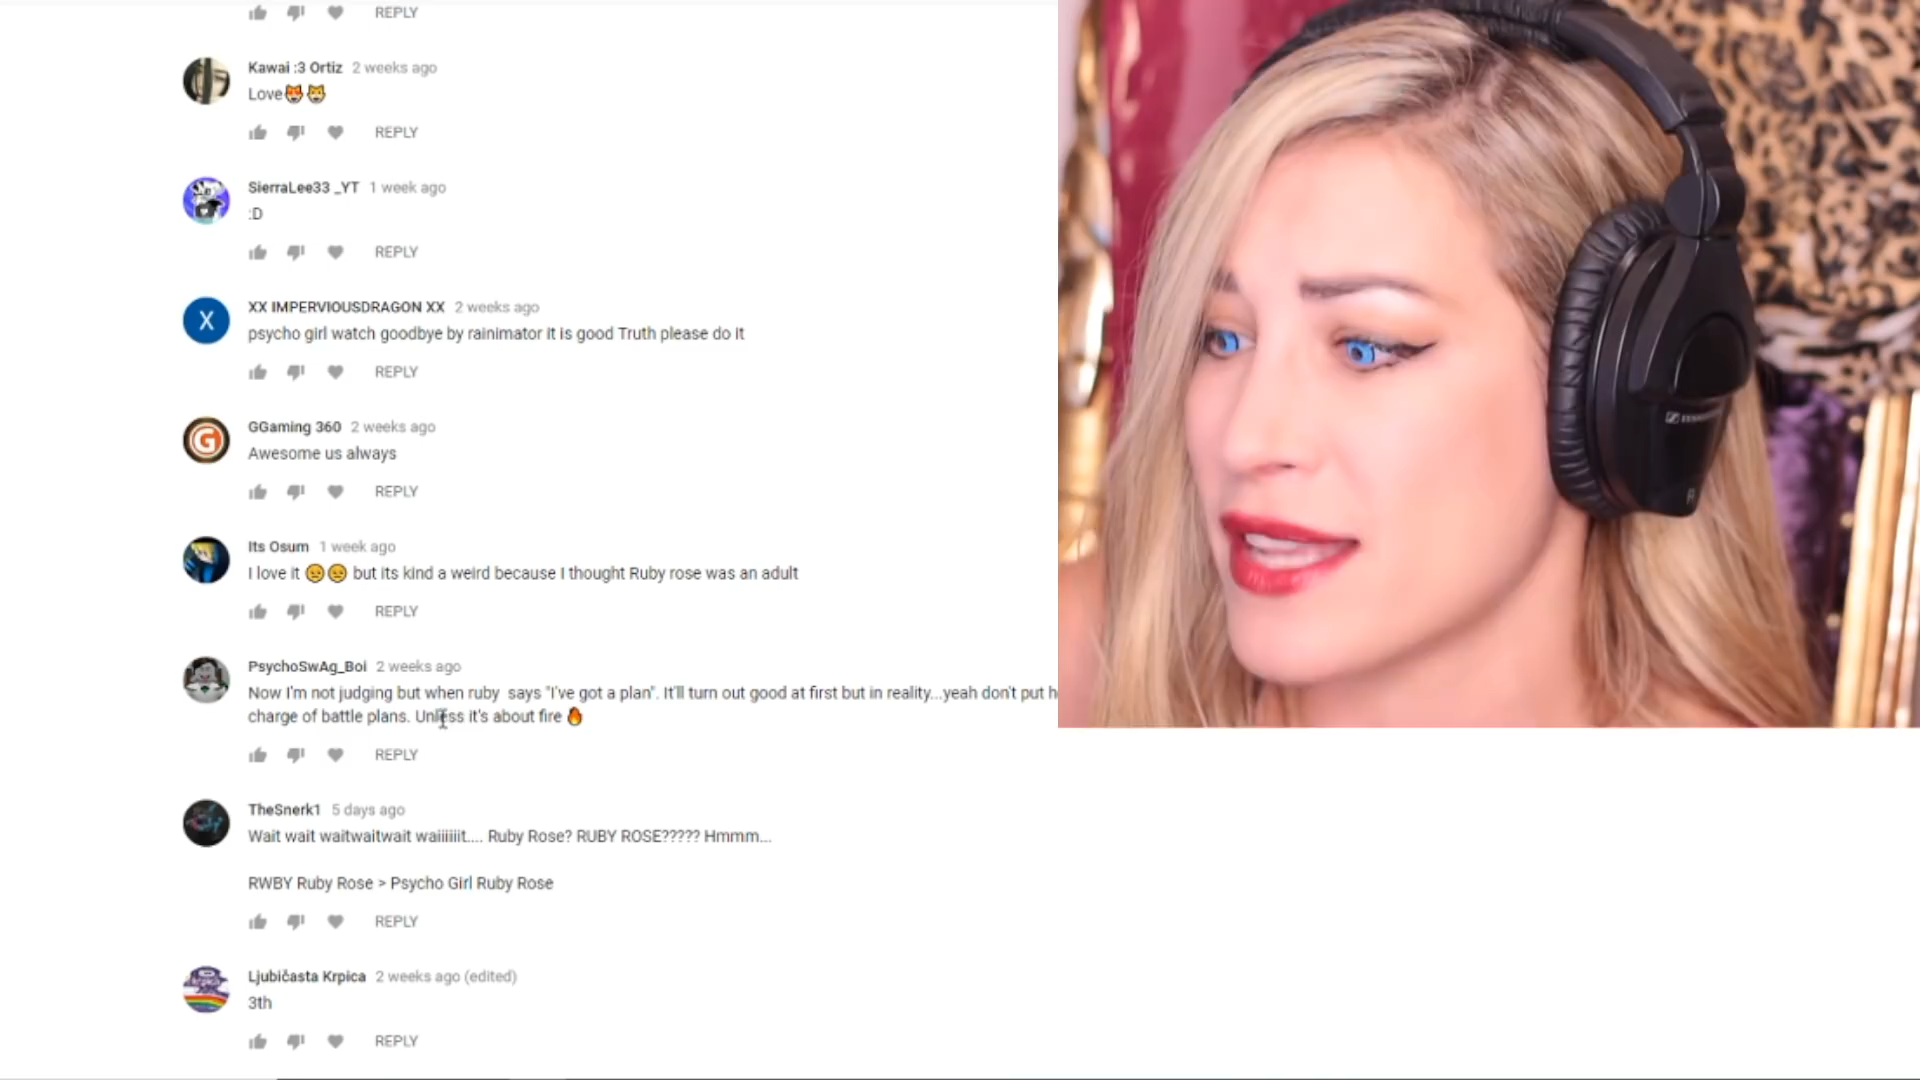 REPLY
Kawai :3 Ortiz 2 weeks ago
Love😻🐱
REPLY
SierraLee33 _YT 1 week ago
:D
REPLY
X
XX IMPERVIOUSDRAGON XX 2 weeks ago
psycho girl watch goodbye by rainimator It is good Truth please do it
REPLY
G
GGaming 360 2 weeks ago
Awesome us always
REPLY
Its Osum 1 week ago
I love it 😠😠 but its kind a weird because I thought Ruby rose was an adult
REPLY
PsychoSwAg_Boi 2 weeks ago
Now I'm not judging but when ruby says "I've got a plan". It'll turn out good at first but in reality...yeah don't put
charge of battle plans. Unless it's about fire 🔥
REPLY
TheSnerk1 5 days ago
Wait wait waitwaitwait waiiiiiiit.... Ruby Rose? RUBY ROSE????? Hmmm...
RWBY Ruby Rose > Psycho Girl Ruby Rose
REPLY
Ljubičasta Krpica 2 weeks ago (edited)
3th
REPLY
R